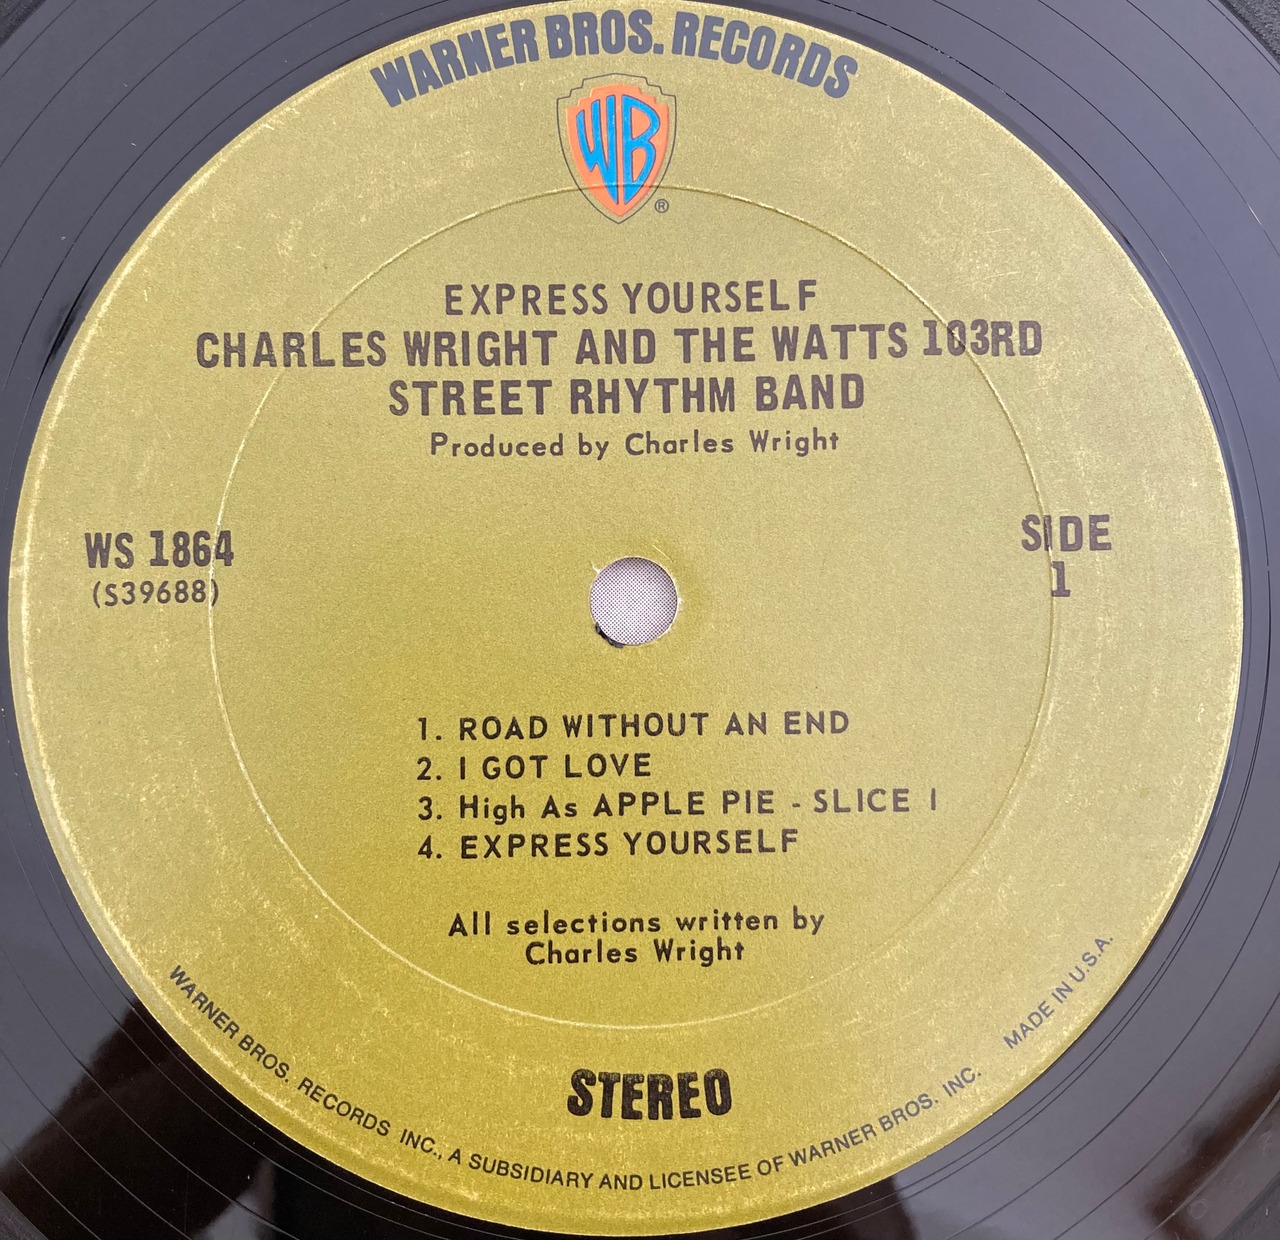 WARNER BROS. RECORDS
WB
®
EXPRESS YOURSELF
CHARLES WRIGHT AND THE WATTS 103RD
STREET RHYTHM BAND
Produced by Charles Wright
WS 1864
(S39688)
SIDE
1
1. ROAD WITHOUT AN END
2. I GOT LOVE
3. High As APPLE PIE - SLICE I
4. EXPRESS YOURSELF
All selections written by
Charles Wright
STEREO
WARNER BROS. RECORDS INC., A SUBSIDIARY AND LICENSEE OF WARNER BROS. INC. MADE IN U.S.A.